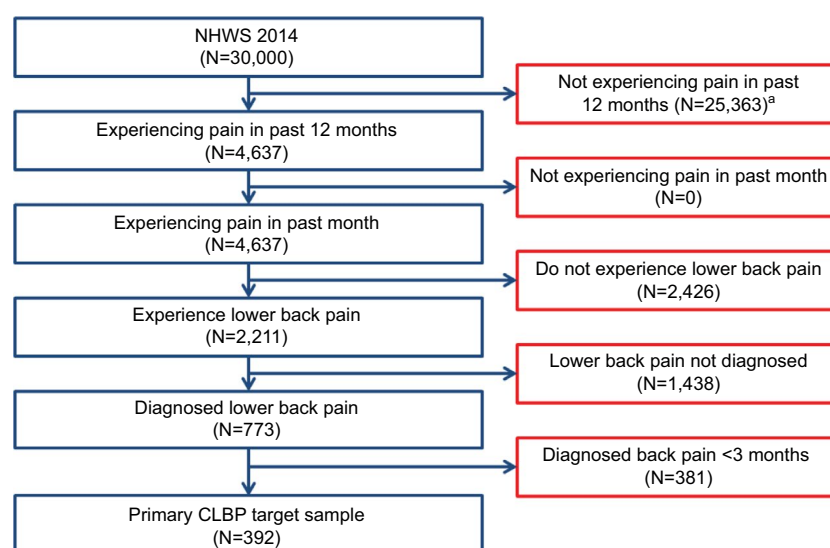 NHWS 2014
(N=30,000)
Not experiencing pain in past
12 months (N=25,363)ᵃ
Experiencing pain in past 12 months
(N=4,637)
Not experiencing pain in past month
(N=0)
Experiencing pain in past month
(N=4,637)
Do not experience lower back pain
(N=2,426)
Experience lower back pain
(N=2,211)
Lower back pain not diagnosed
(N=1,438)
Diagnosed lower back pain
(N=773)
Diagnosed back pain <3 months
(N=381)
Primary CLBP target sample
(N=392)